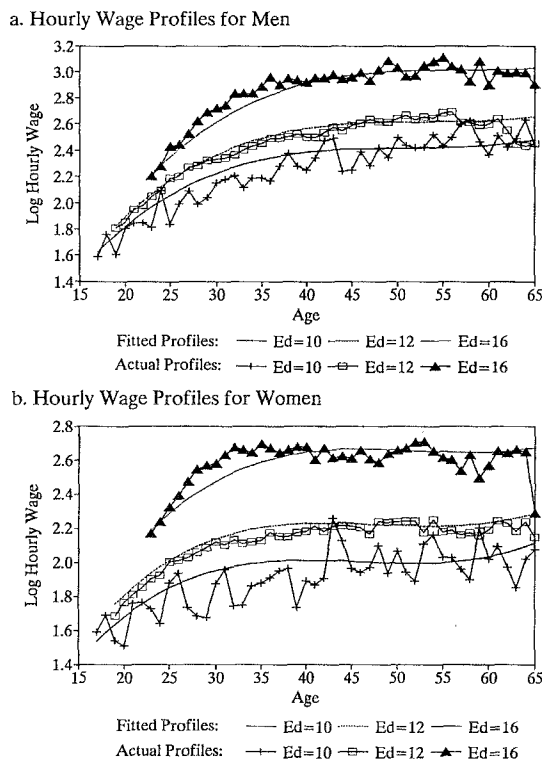 a. Hourly Wage Profiles for Men
3.2
3.0
2.8
2.6
2.4
2.2
2.0
1.8
1.6
1.4
Log Hourly Wage
15 20 25 30 35 40 45 50 55 60 65
Age
Fitted Profiles: Ed=10 Ed=12 Ed=16
Actual Profiles: Ed=10 Ed=12 Ed=16
b. Hourly Wage Profiles for Women
2.8
2.6
2.4
2.2
2.0
1.8
1.6
1.4
Log Hourly Wage
15 20 25 30 35 40 45 50 55 60 65
Age
Fitted Profiles: Ed=10 Ed=12 Ed=16
Actual Profiles: Ed=10 Ed=12 Ed=16